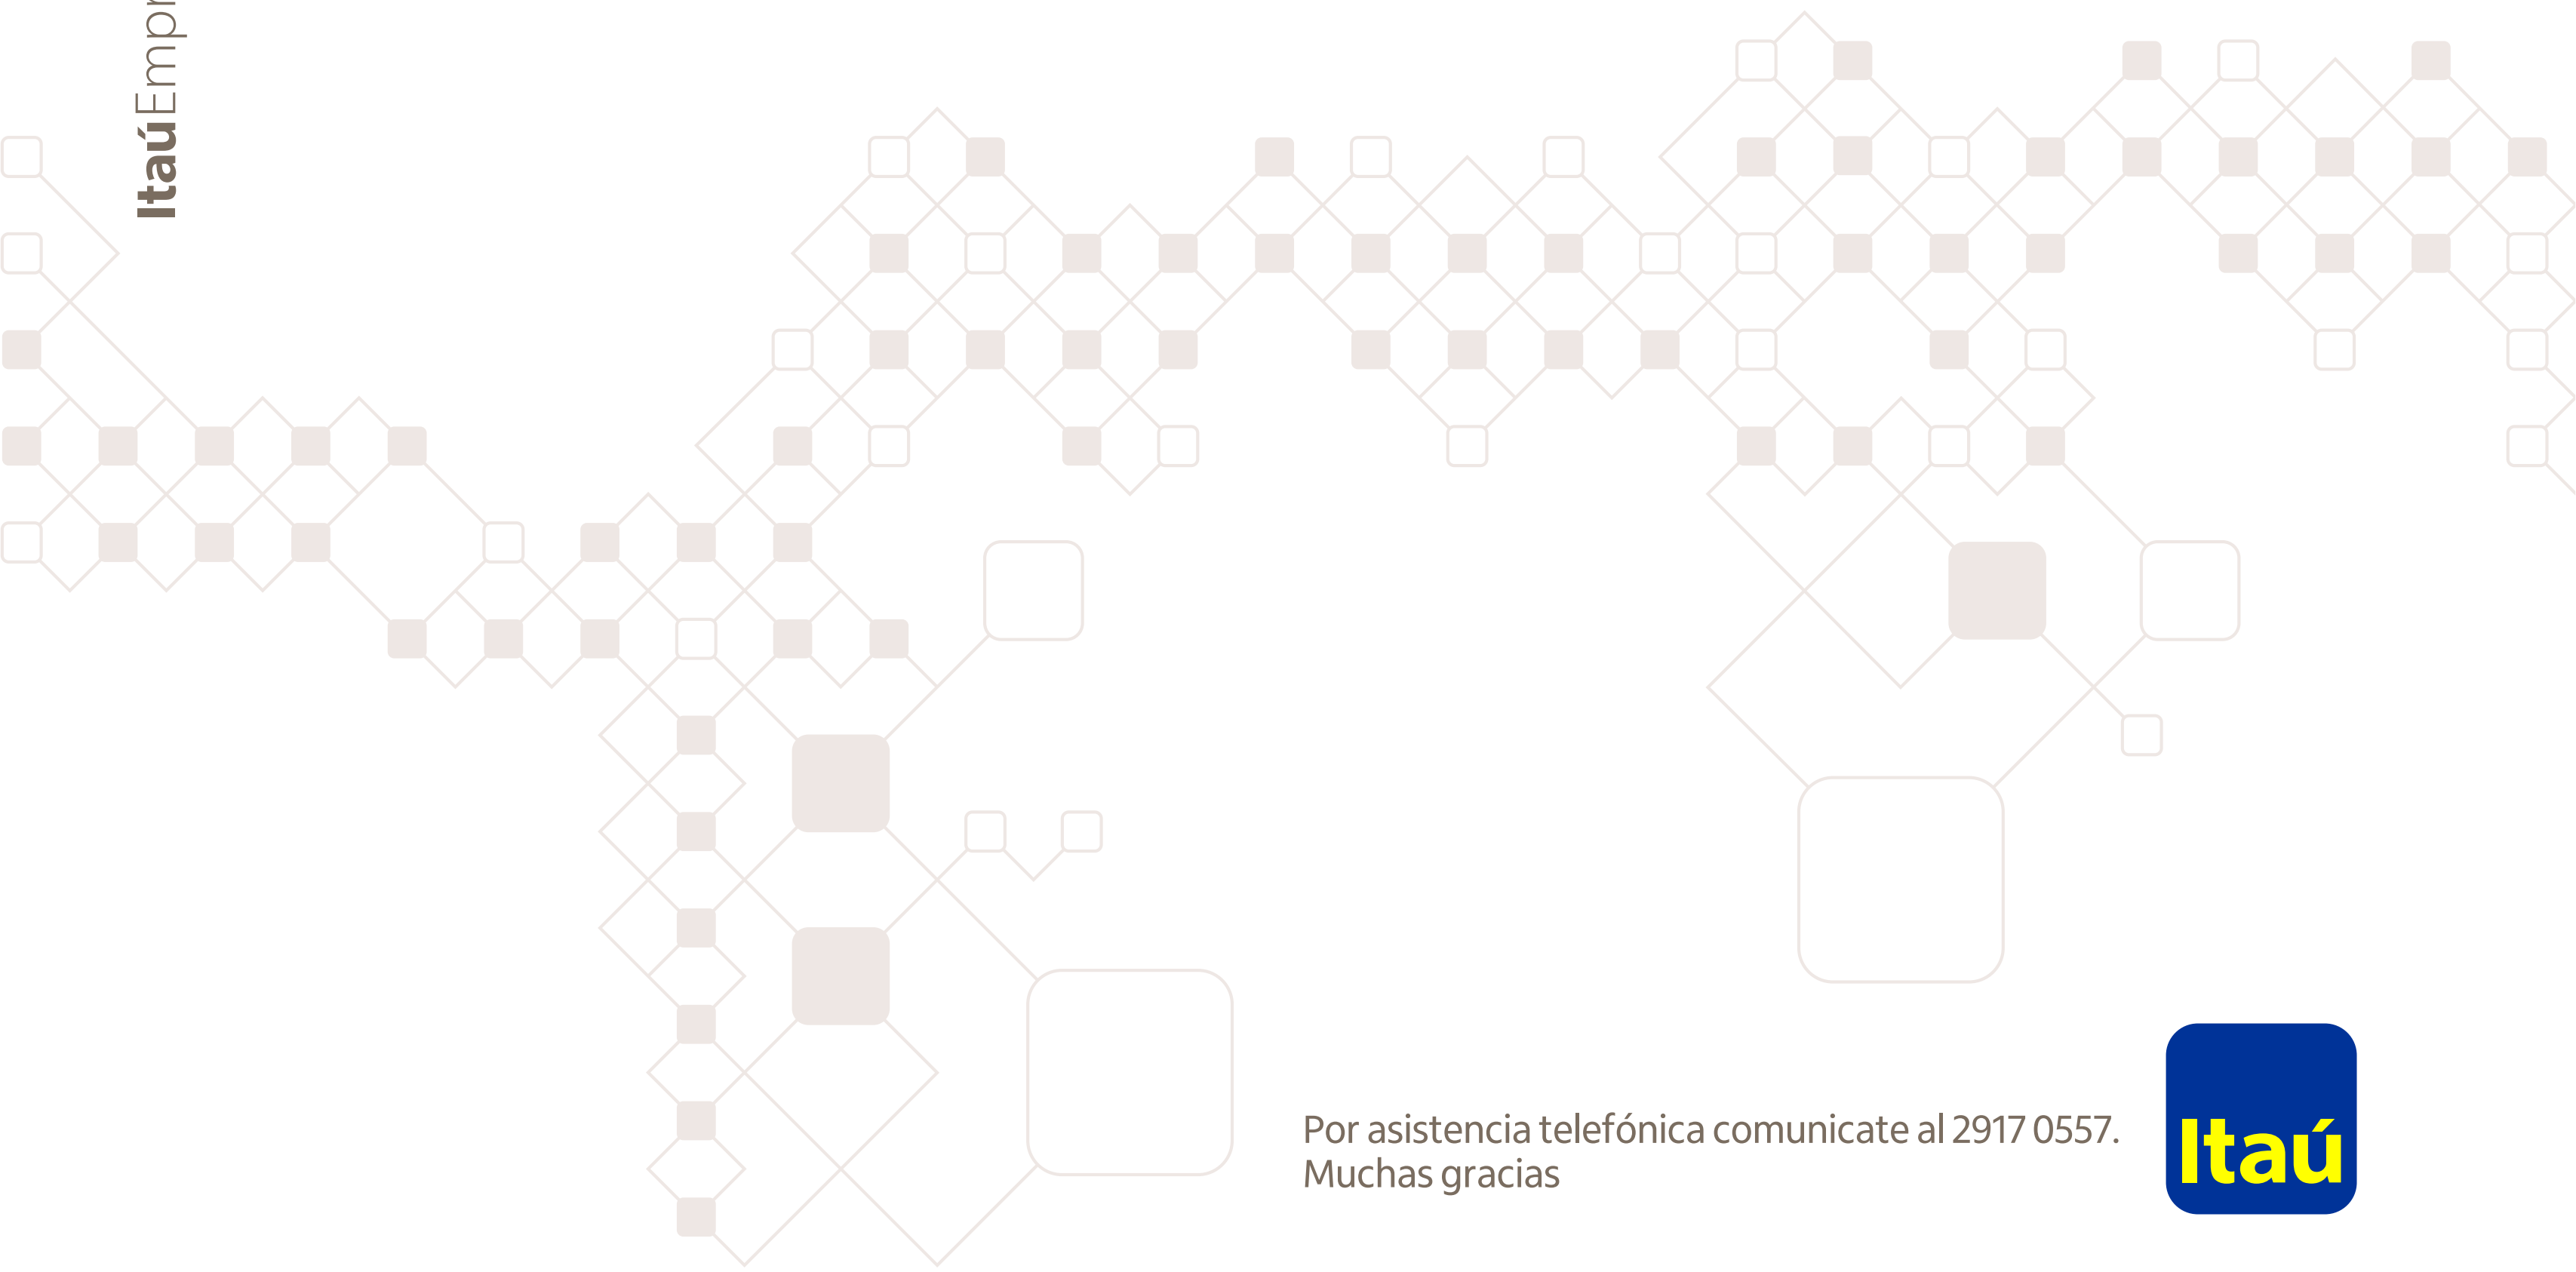 ItaúEmpr
Por asistencia telefónica comunicate al 2917 0557.
Muchas gracias
Itaú